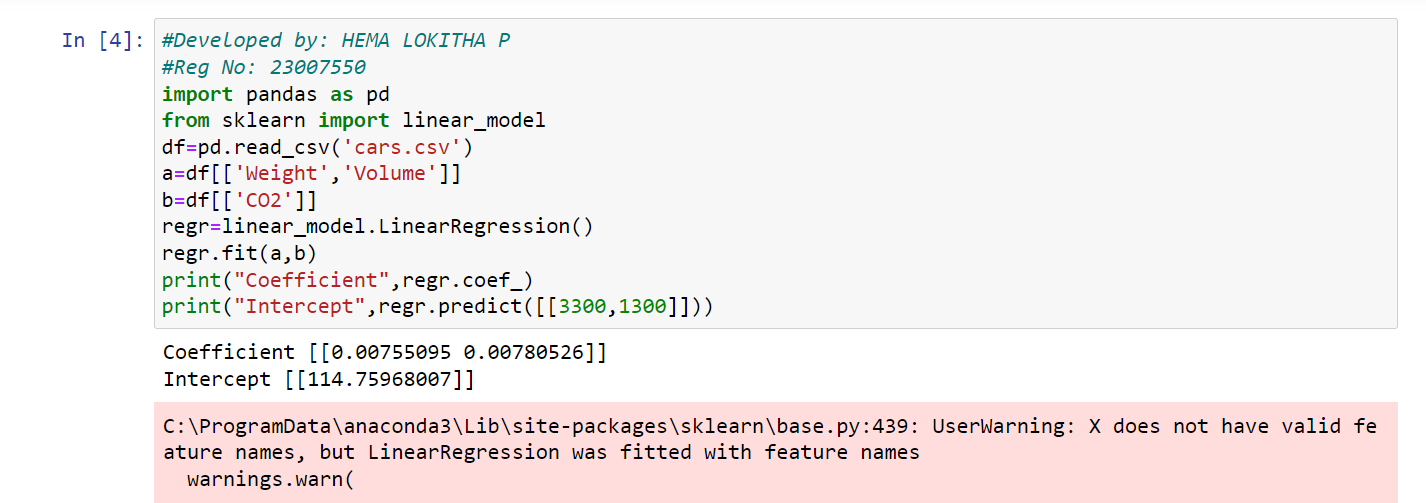 In [4]: #Developed by: HEMA LOKITHA P
#Reg No: 23007550
import pandas as pd
from sklearn import linear_model
df=pd.read_csv('cars.csv')
a=df[['Weight','Volume']]
b=df[['CO2']]
regr=linear_model.LinearRegression()
regr.fit(a,b)
print("Coefficient",regr.coef_)
print("Intercept",regr.predict([[3300,1300]]))
Coefficient [[0.00755095 0.00780526]]
Intercept [[114.75968007]]
C:\ProgramData\anaconda3\Lib\site-packages\sklearn\base.py:439: UserWarning: X does not have valid fe
ature names, but LinearRegression was fitted with feature names
  warnings.warn(